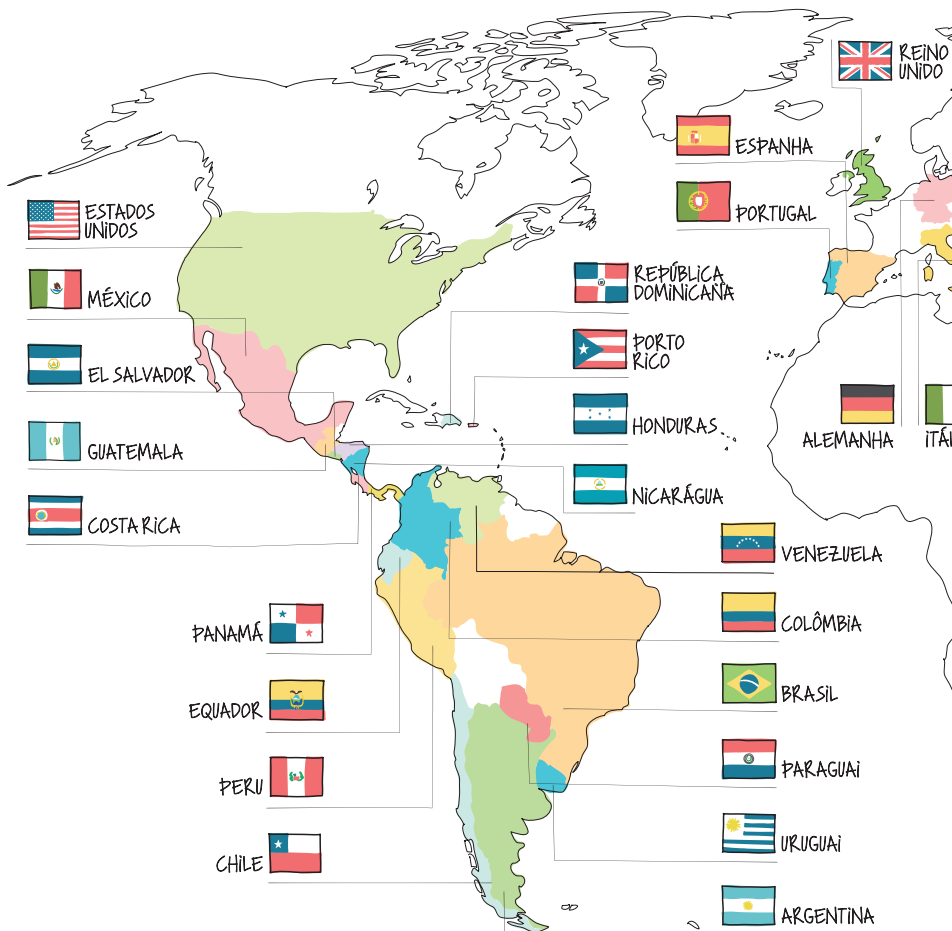 REINO
UNIDO
ESPANHA
PORTUGAL
ESTADOS
UNIDOS
MÉXICO
EL SALVADOR
GUATEMALA
COSTA RICA
REPÚBLICA
DOMINICANA
PORTO
RICO
HONDURAS
NICARÁGUA
ALEMANHA
ITÁ
VENEZUELA
COLÔMBIA
BRASIL
PARAGUAI
URUGUAI
ARGENTINA
PANAMÁ
EQUADOR
PERU
CHILE